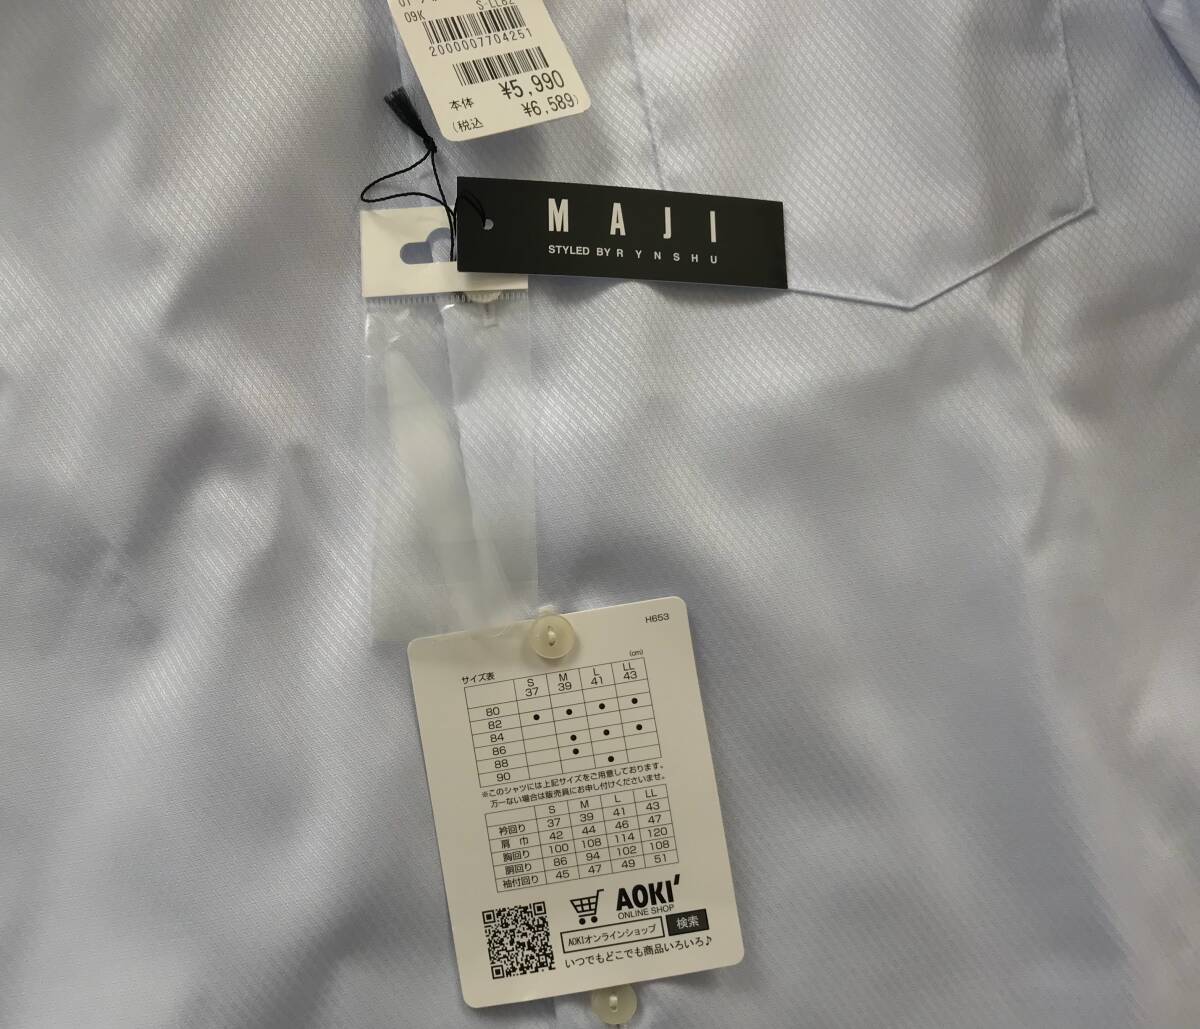 09K
S-LL82
2000007704251
本体 ¥5,990
(税込 ¥6,589)
MAJI
STYLED BY RYNSHU
H653
サイズ表
(cm)
S M L LL
37 39 41 43
80
82 ● ● ● ●
84
86 ● ● ●
88 ●
90 ●
※このシャツには上記サイズをご用意しております。
万一ない場合は販売員にお申し付けくださいませ。
S M L LL
衿回り 37 39 41 43
肩巾 42 44 46 47
胸回り 100 108 114 120
胴回り 86 94 102 108
袖付回り 45 47 49 51
AOKI'
ONLINE SHOP
AOKIオンラインショップ 検索
いつでもどこでも商品いろいろ♪